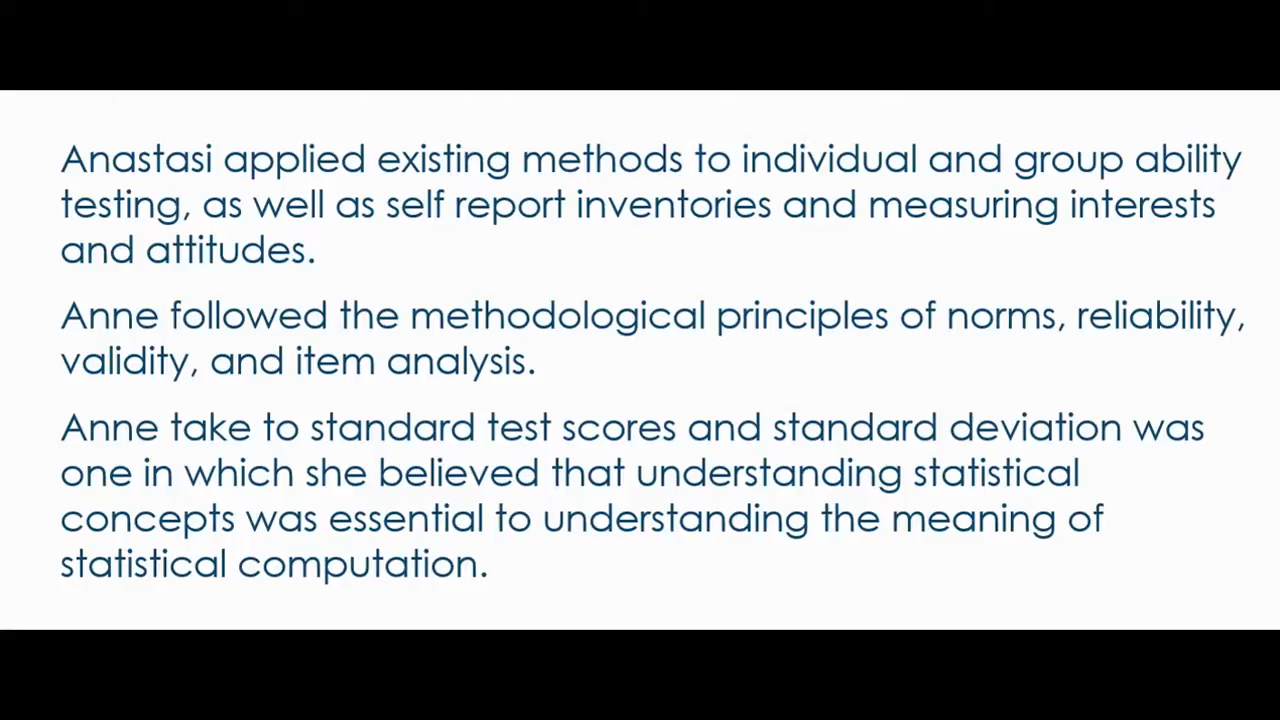 Anastasi applied existing methods to individual and group ability
testing, as well as self report inventories and measuring interests
and attitudes.
Anne followed the methodological principles of norms, reliability,
validity, and item analysis.
Anne take to standard test scores and standard deviation was
one in which she believed that understanding statistical
concepts was essential to understanding the meaning of
statistical computation.